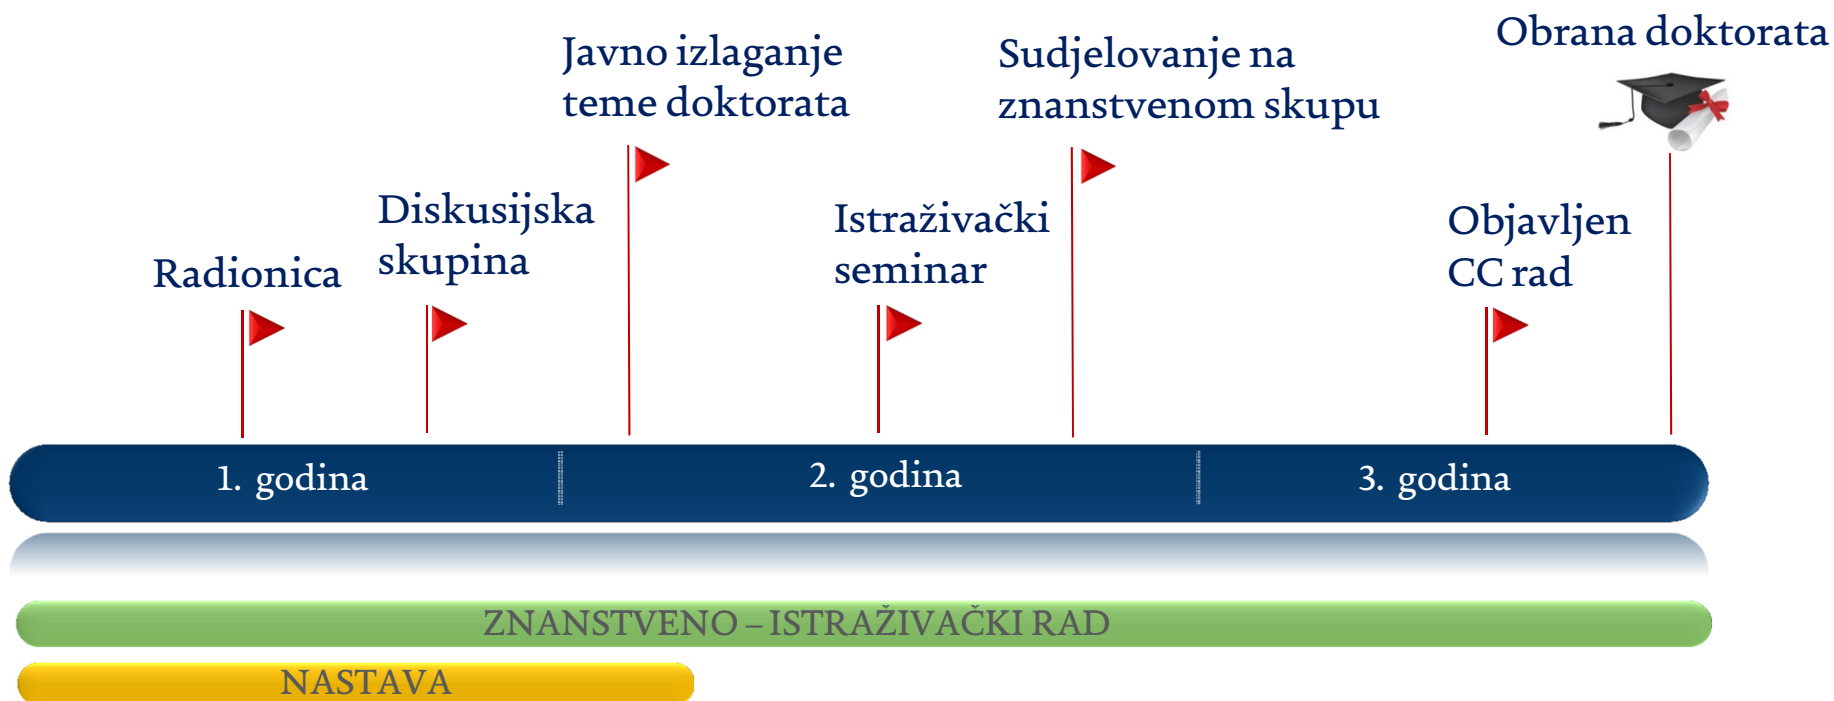 Obrana doktorata
Javno izlaganje
teme doktorata
Sudjelovanje na
znanstvenom skupu
Diskusijska
skupina
Istraživački
seminar
Objavljen
CC rad
Radionica
1. godina
2. godina
3. godina
ZNANSTVENO – ISTRAŽIVAČKI RAD
NASTAVA